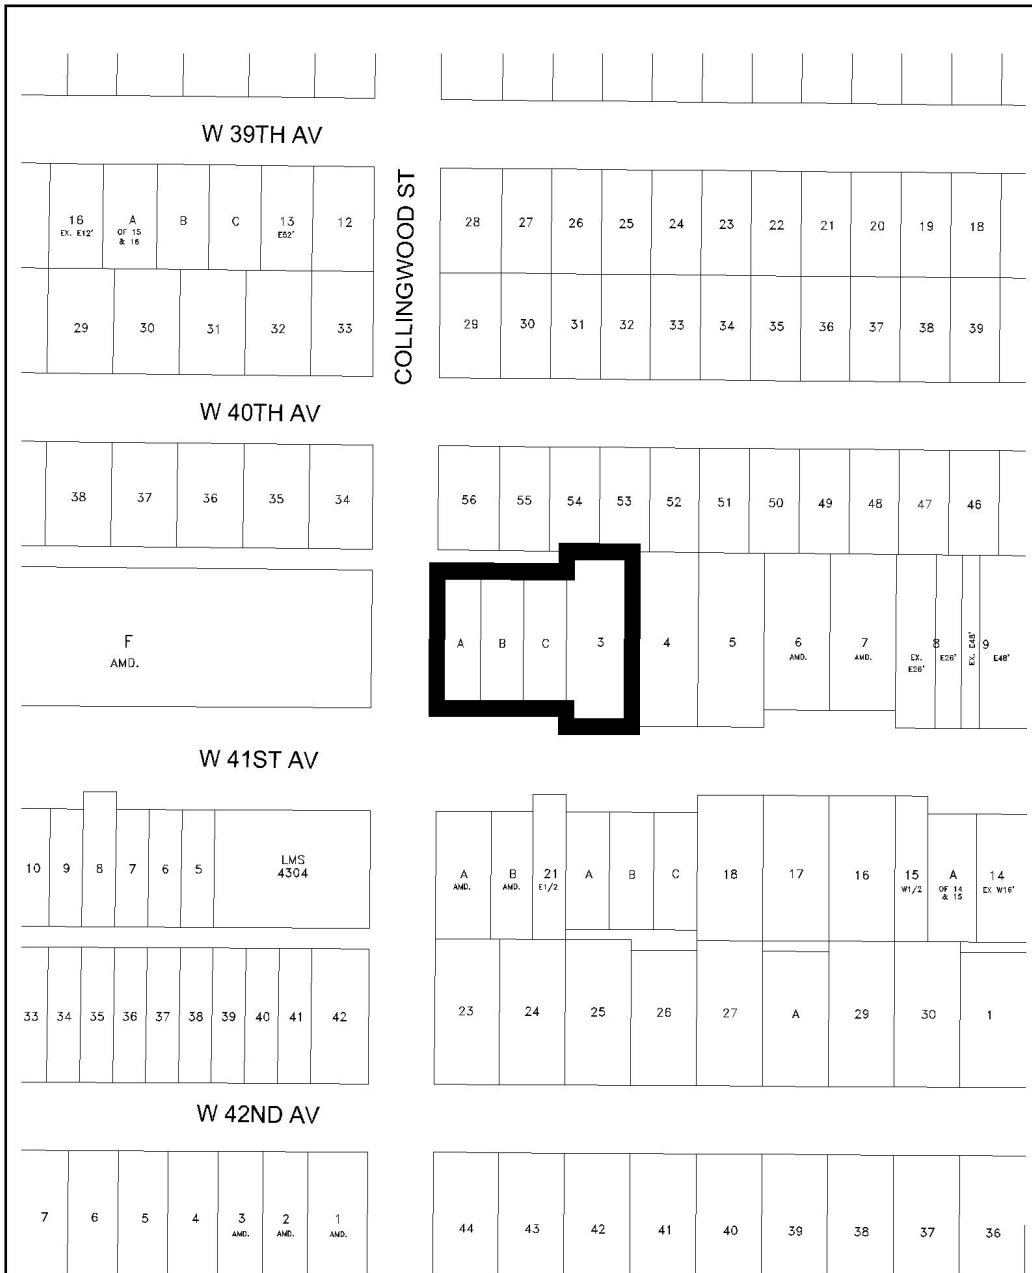 W 39TH AV
COLLINGWOOD ST
16 A B C 13 12
EX. E12' OF 15 E52'
& 16
28 27 26 25 24 23 22 21 20 19 18
29 30 31 32 33
29 30 31 32 33 34 35 36 37 38 39
W 40TH AV
38 37 36 35 34
56 55 54 53 52 51 50 49 48 47 46
F
AMD.
A B C 3 4 5 6 7 8 9
AMD. AMD. EX. E26' E26' EX. E48' E48'
W 41ST AV
10 9 8 7 6 5 LMS
4304
A B 21 A B C 18 17 16 15 A 14
AMD. AMD. E1/2 W1/2 OF 14 EX W16'
& 15
33 34 35 36 37 38 39 40 41 42
23 24 25 26 27 A 29 30 1
W 42ND AV
7 6 5 4 3 2 1
AMD. AMD. AMD.
44 43 42 41 40 39 38 37 36